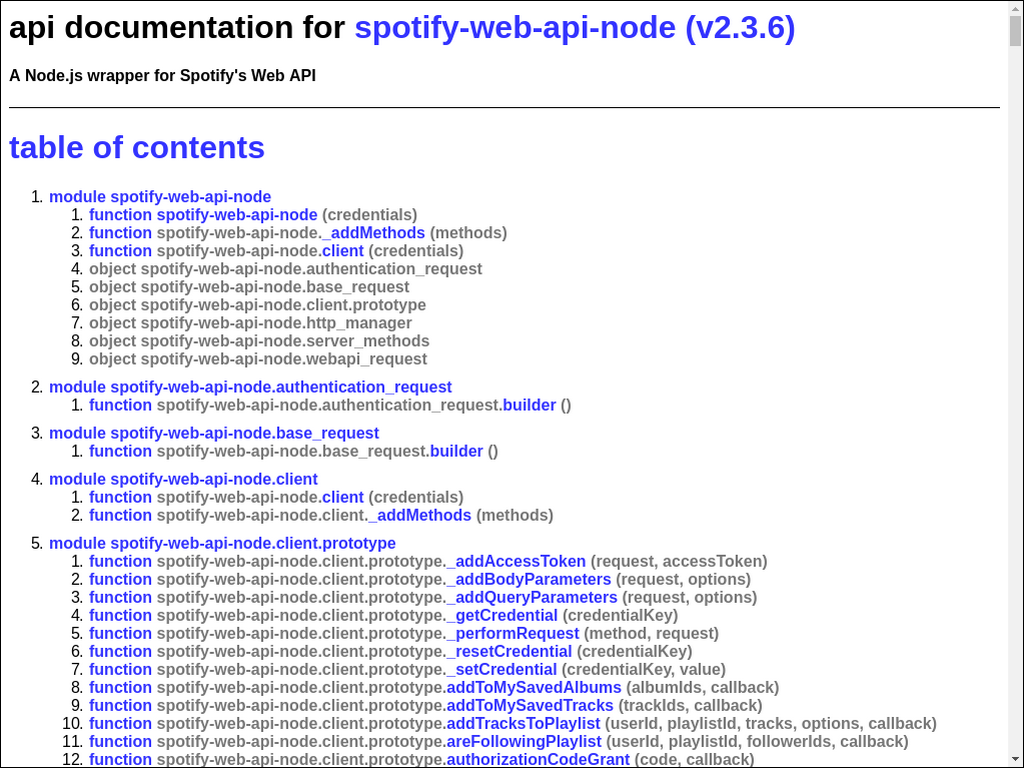 api documentation for spotify-web-api-node (v2.3.6)
A Node.js wrapper for Spotify's Web API
table of contents
1. module spotify-web-api-node
1. function spotify-web-api-node (credentials)
2. function spotify-web-api-node._addMethods (methods)
3. function spotify-web-api-node.client (credentials)
4. object spotify-web-api-node.authentication_request
5. object spotify-web-api-node.base_request
6. object spotify-web-api-node.client.prototype
7. object spotify-web-api-node.http_manager
8. object spotify-web-api-node.server_methods
9. object spotify-web-api-node.webapi_request
2. module spotify-web-api-node.authentication_request
1. function spotify-web-api-node.authentication_request.builder ()
3. module spotify-web-api-node.base_request
1. function spotify-web-api-node.base_request.builder ()
4. module spotify-web-api-node.client
1. function spotify-web-api-node.client (credentials)
2. function spotify-web-api-node.client._addMethods (methods)
5. module spotify-web-api-node.client.prototype
1. function spotify-web-api-node.client.prototype._addAccessToken (request, accessToken)
2. function spotify-web-api-node.client.prototype._addBodyParameters (request, options)
3. function spotify-web-api-node.client.prototype._addQueryParameters (request, options)
4. function spotify-web-api-node.client.prototype._getCredential (credentialKey)
5. function spotify-web-api-node.client.prototype._performRequest (method, request)
6. function spotify-web-api-node.client.prototype._resetCredential (credentialKey)
7. function spotify-web-api-node.client.prototype._setCredential (credentialKey, value)
8. function spotify-web-api-node.client.prototype.addToMySavedAlbums (albumIds, callback)
9. function spotify-web-api-node.client.prototype.addToMySavedTracks (trackIds, callback)
10. function spotify-web-api-node.client.prototype.addTracksToPlaylist (userId, playlistId, tracks, options, callback)
11. function spotify-web-api-node.client.prototype.areFollowingPlaylist (userId, playlistId, followerIds, callback)
12. function spotify-web-api-node.client.prototype.authorizationCodeGrant (code, callback)